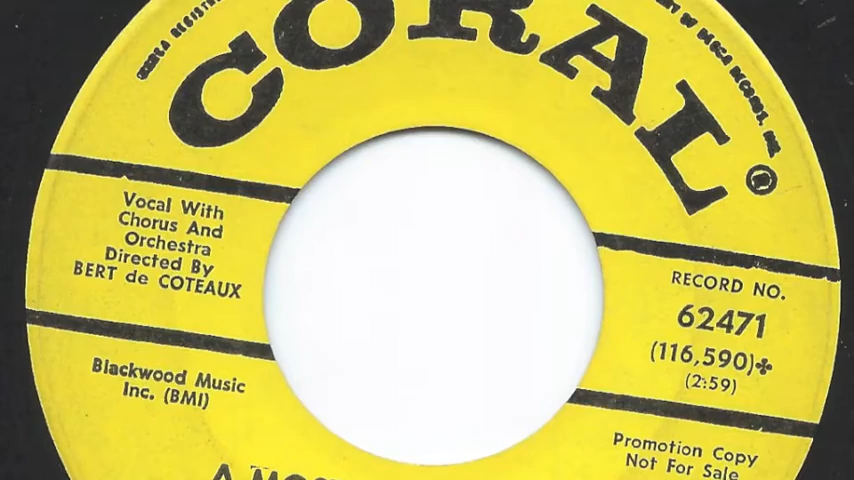 CORAL
®
Vocal With
Chorus And
Orchestra
Directed By
BERT de COTEAUX
RECORD NO.
62471
(116,590)✤
(2:59)
Blackwood Music
Inc. (BMI)
Promotion Copy
Not For Sale
A